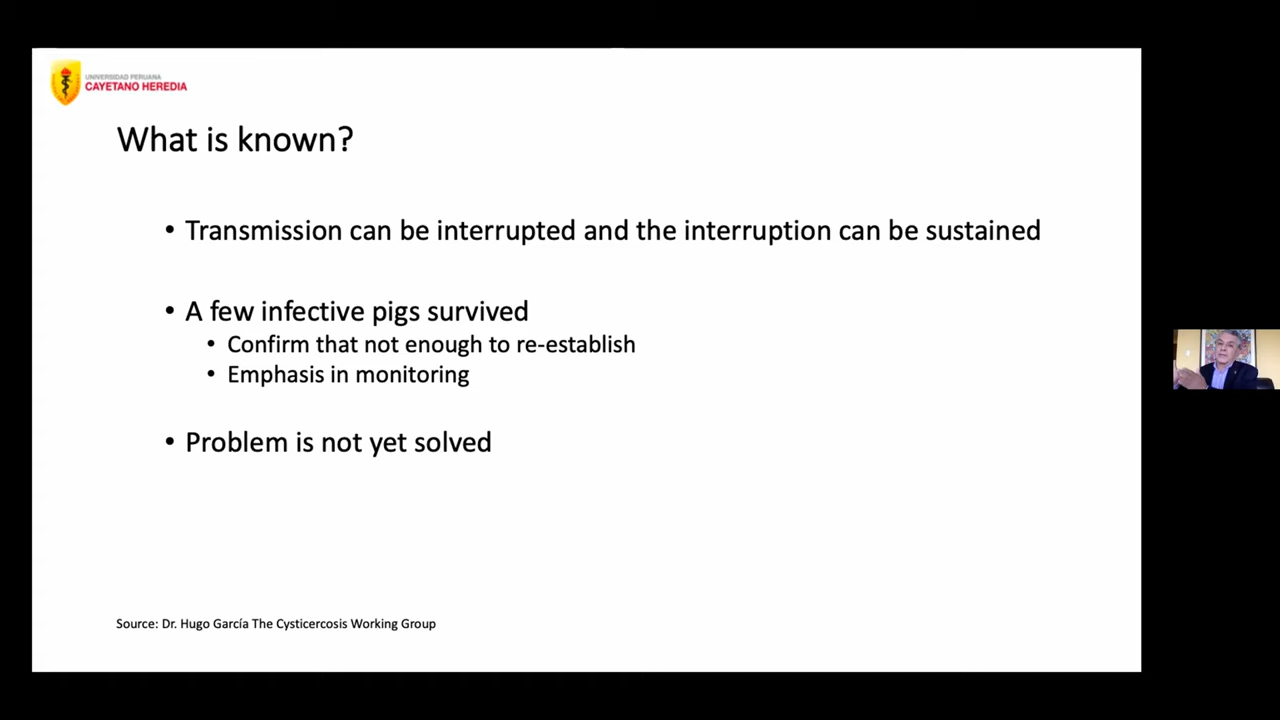 UNIVERSIDAD PERUANA
CAYETANO HEREDIA
What is known?
• Transmission can be interrupted and the interruption can be sustained
• A few infective pigs survived
• Confirm that not enough to re-establish
• Emphasis in monitoring
• Problem is not yet solved
Source: Dr. Hugo García The Cysticercosis Working Group